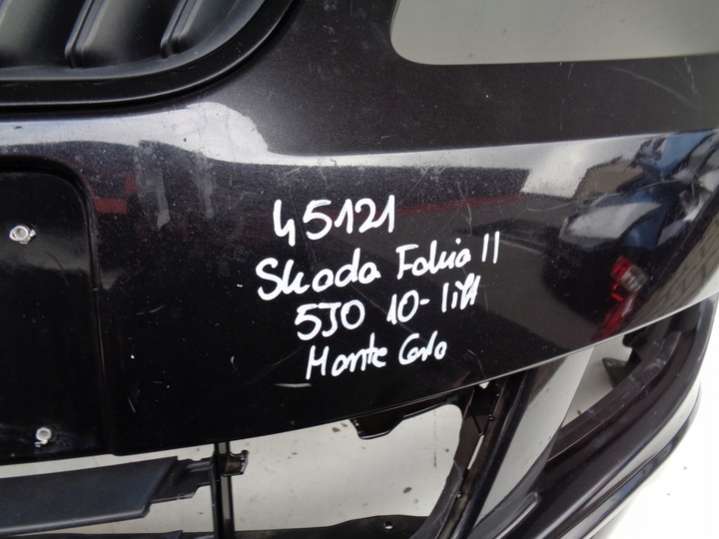 45121
Skoda Fabia II
5J0 10- lift
Monte Carlo